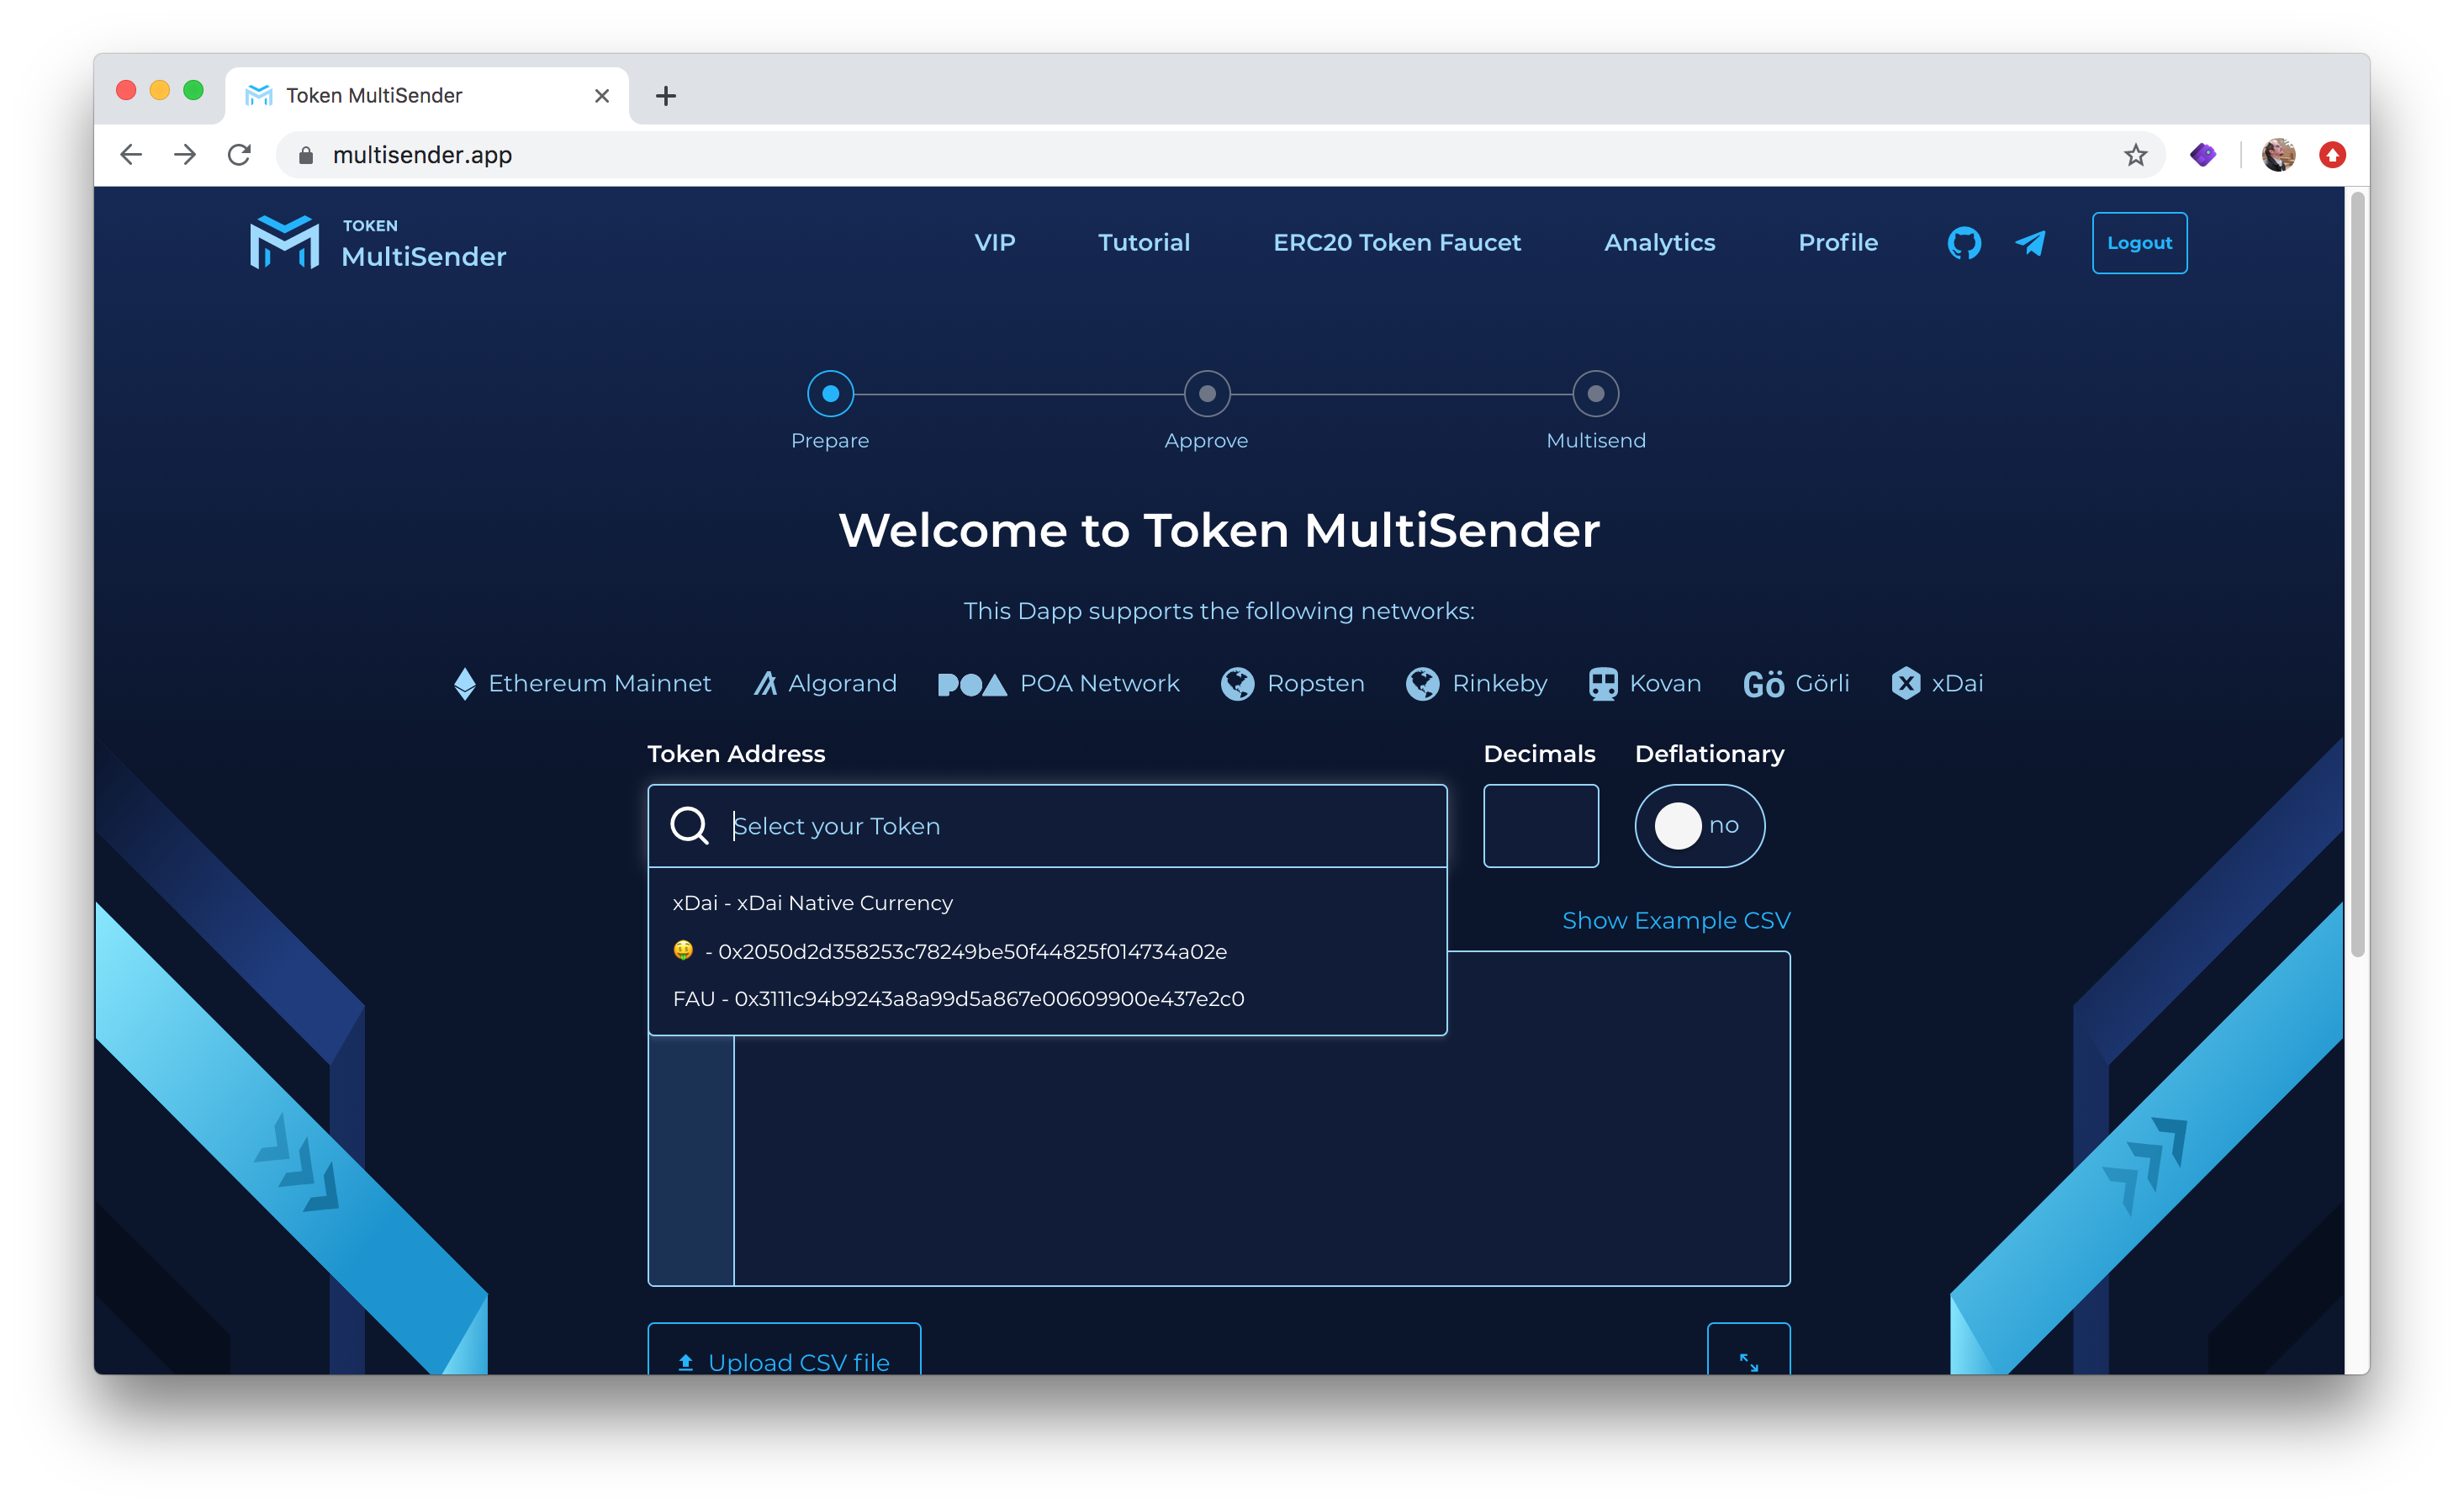 Token MultiSender
multisender.app
TOKEN
MultiSender
VIP Tutorial ERC20 Token Faucet Analytics Profile Logout
Prepare Approve Multisend
Welcome to Token MultiSender
This Dapp supports the following networks:
Ethereum Mainnet Algorand POA POA Network Ropsten Rinkeby Kovan Gö Görli X xDai
Token Address Decimals Deflationary
Select your Token no
xDai - xDai Native Currency
Show Example CSV
🤑 - 0x2050d2d358253c78249be50f44825f014734a02e
FAU - 0x3111c94b9243a8a99d5a867e00609900e437e2c0
Upload CSV file